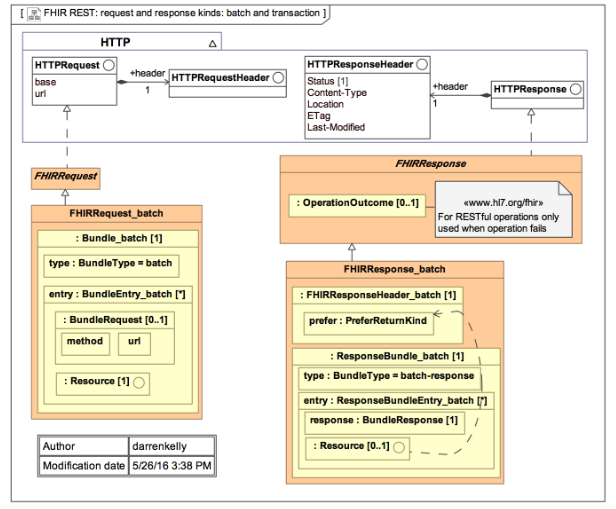 [ FHIR REST: request and response kinds: batch and transaction ]
HTTP
HTTPRequest
base
url
+header
1
HTTPRequestHeader
HTTPResponseHeader
Status [1]
Content-Type
Location
ETag
Last-Modified
+header
1
HTTPResponse
FHIRRequest
FHIRRequest_batch
: Bundle_batch [1]
type : BundleType = batch
entry : BundleEntry_batch [*]
: BundleRequest [0..1]
method
url
: Resource [1]
FHIRResponse
: OperationOutcome [0..1]
«www.hl7.org/fhir»
For RESTful operations only
used when operation fails
FHIRResponse_batch
: FHIRResponseHeader_batch [1]
prefer : PreferReturnKind
: ResponseBundle_batch [1]
type : BundleType = batch-response
entry : ResponseBundleEntry_batch [*]
response : BundleResponse [1]
: Resource [0..1]
Author darrenkelly
Modification date 5/26/16 3:38 PM